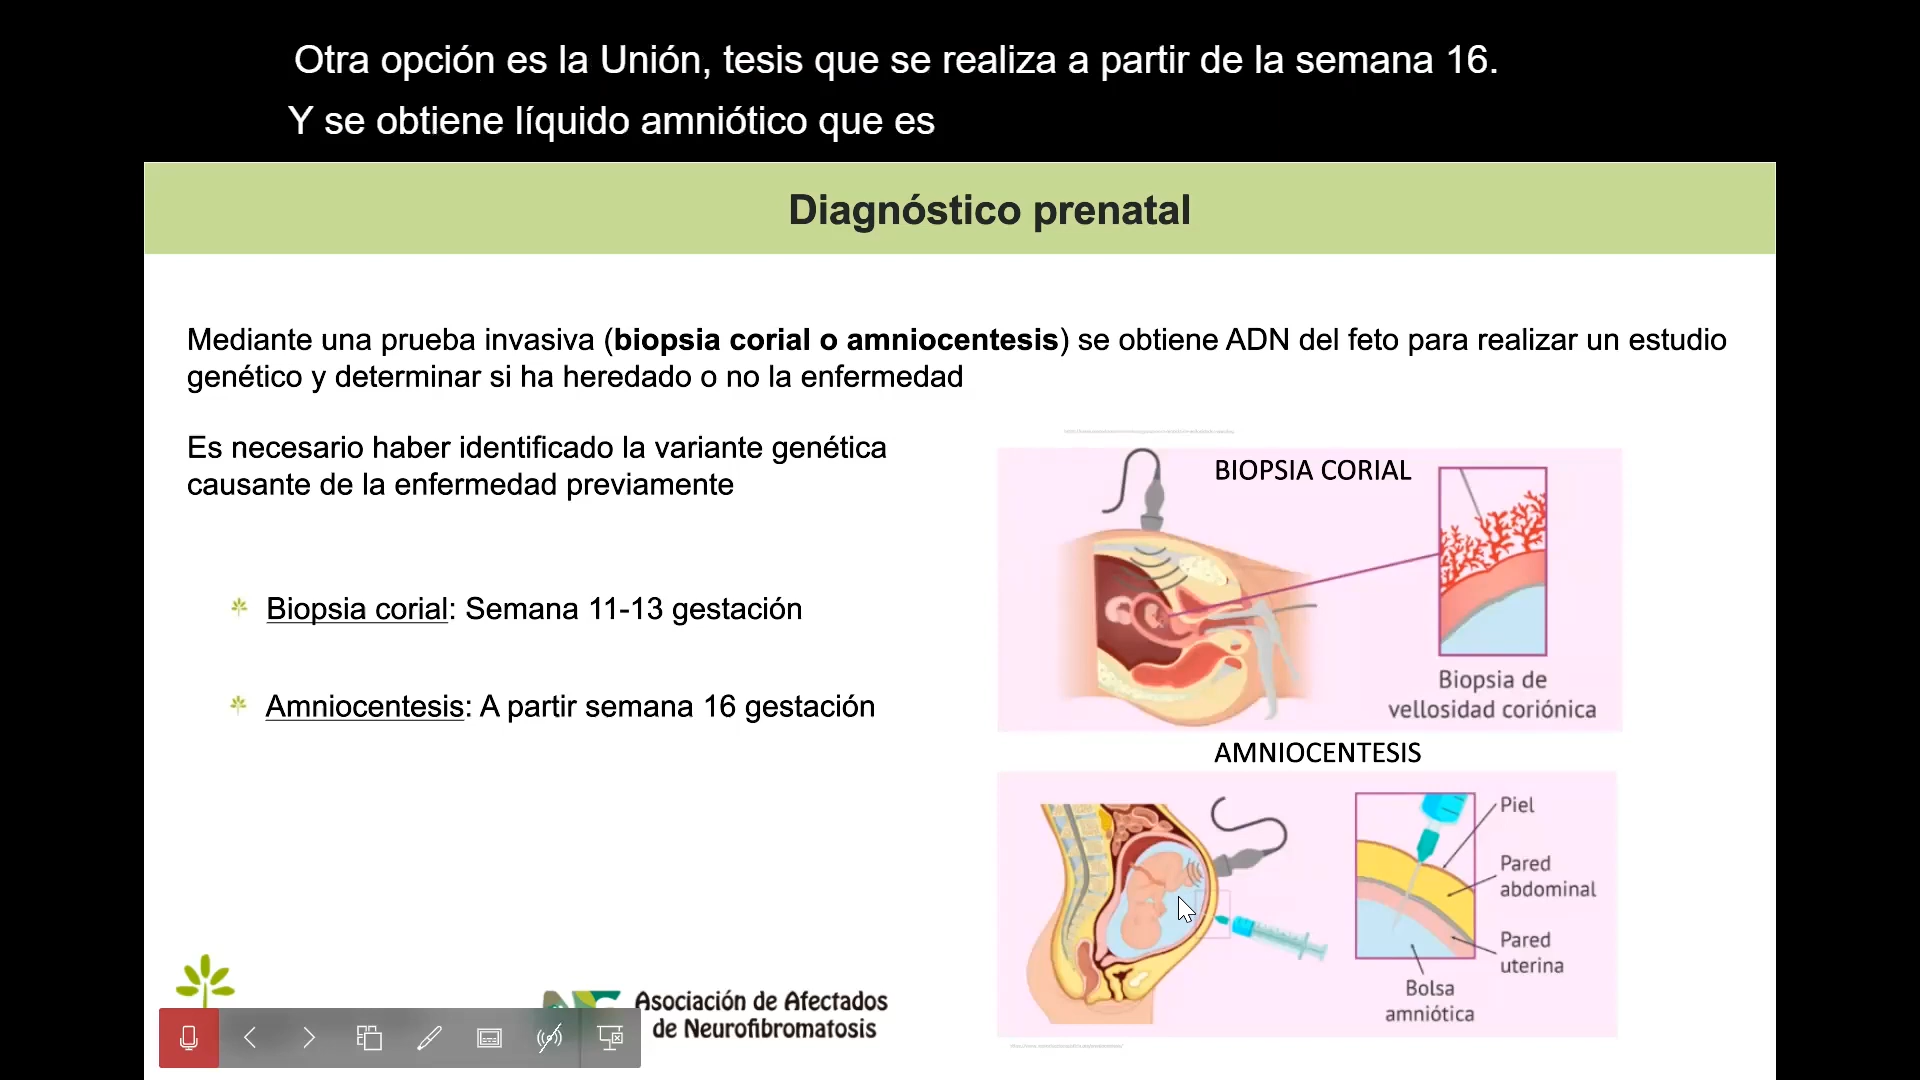 Otra opción es la Unión, tesis que se realiza a partir de la semana 16.
Y se obtiene líquido amniótico que es
Diagnóstico prenatal
Mediante una prueba invasiva (biopsia corial o amniocentesis) se obtiene ADN del feto para realizar un estudio
genético y determinar si ha heredado o no la enfermedad
Es necesario haber identificado la variante genética
causante de la enfermedad previamente
Biopsia corial: Semana 11-13 gestación
Amniocentesis: A partir semana 16 gestación
BIOPSIA CORIAL
Biopsia de
vellosidad coriónica
AMNIOCENTESIS
Piel
Pared
abdominal
Pared
uterina
Bolsa
amniótica
Asociación de Afectados
de Neurofibromatosis